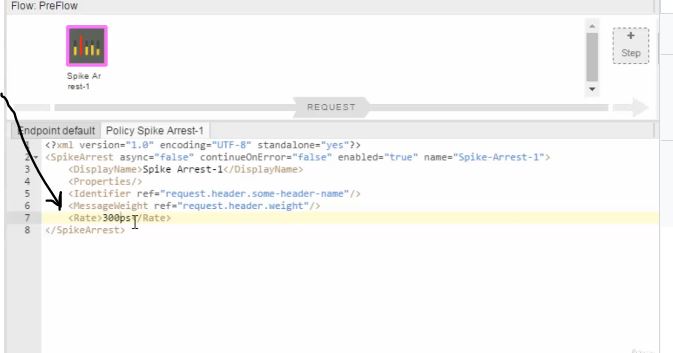 Flow: PreFlow
+
Step
Spike Ar
rest-1
REQUEST
Endpoint default
Policy Spike Arrest-1
1 <?xml version="1.0" encoding="UTF-8" standalone="yes"?>
2 <SpikeArrest async="false" continueOnError="false" enabled="true" name="Spike-Arrest-1">
3 <DisplayName>Spike Arrest-1</DisplayName>
4 <Properties/>
5 <Identifier ref="request.header.some-header-name"/>
6 <MessageWeight ref="request.header.weight"/>
7 <Rate>300ps</Rate>
8 </SpikeArrest>